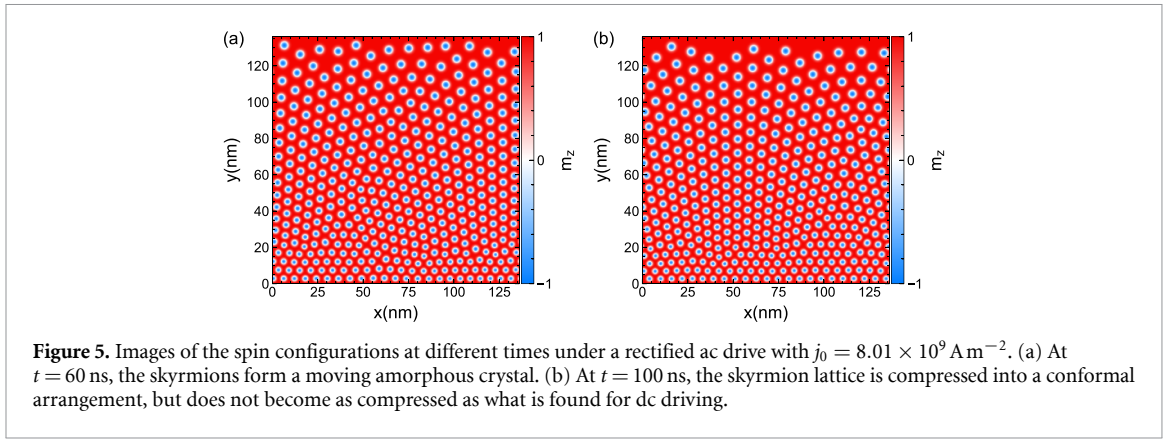 (a)
1
120
100
80
60
40
20
0
y(nm)
0
25
50
75
100
125
x(nm)
0
−1
m_z
(b)
1
120
100
80
60
40
20
0
y(nm)
0
25
50
75
100
125
x(nm)
0
−1
m_z
Figure 5. Images of the spin configurations at different times under a rectified ac drive with j₀ = 8.01 × 10⁹ A m⁻². (a) At
t = 60 ns, the skyrmions form a moving amorphous crystal. (b) At t = 100 ns, the skyrmion lattice is compressed into a conformal
arrangement, but does not become as compressed as what is found for dc driving.